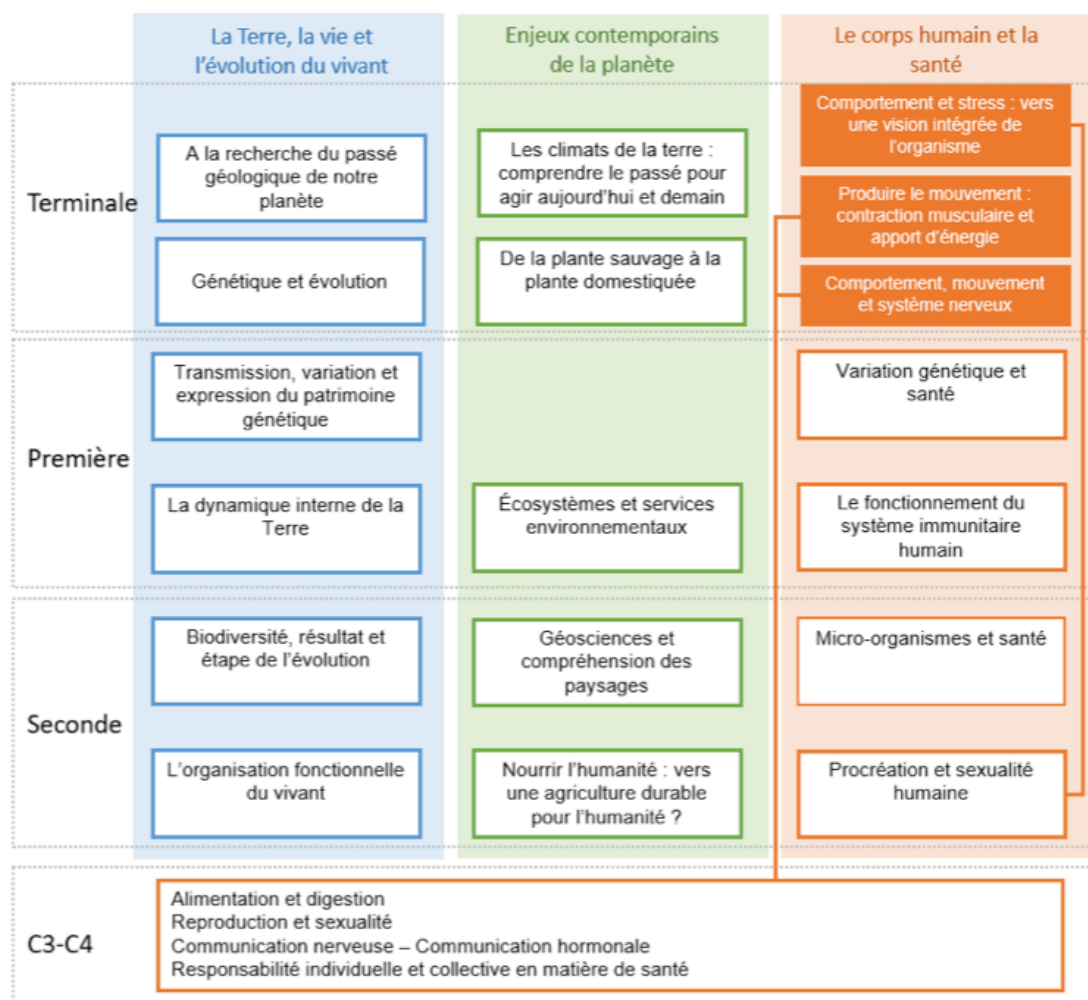 La Terre, la vie et
l'évolution du vivant
Enjeux contemporains
de la planète
Le corps humain et la
santé
Terminale
A la recherche du passé
géologique de notre
planète
Les climats de la terre :
comprendre le passé pour
agir aujourd'hui et demain
Comportement et stress : vers
une vision intégrée de
l'organisme
Produire le mouvement :
contraction musculaire et
apport d'énergie
Génétique et évolution
De la plante sauvage à la
plante domestiquée
Comportement, mouvement
et système nerveux
Première
Transmission, variation et
expression du patrimoine
génétique
Variation génétique et
santé
La dynamique interne de la
Terre
Écosystèmes et services
environnementaux
Le fonctionnement du
système immunitaire
humain
Seconde
Biodiversité, résultat et
étape de l'évolution
Géosciences et
compréhension des
paysages
Micro-organismes et santé
L'organisation fonctionnelle
du vivant
Nourrir l'humanité : vers
une agriculture durable
pour l'humanité ?
Procréation et sexualité
humaine
C3-C4
Alimentation et digestion
Reproduction et sexualité
Communication nerveuse – Communication hormonale
Responsabilité individuelle et collective en matière de santé